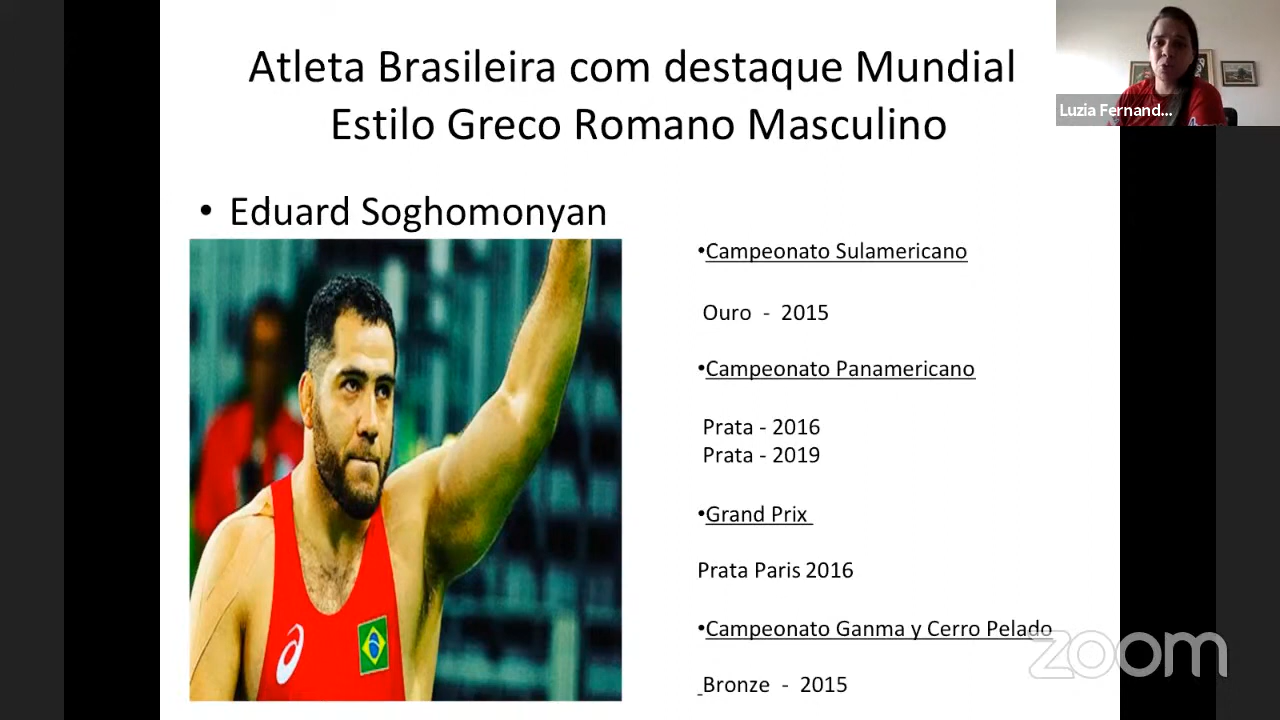 Atleta Brasileira com destaque Mundial
Estilo Greco Romano Masculino
Luzia Fernand...
• Eduard Soghomonyan
•Campeonato Sulamericano
Ouro - 2015
•Campeonato Panamericano
Prata - 2016
Prata - 2019
•Grand Prix
Prata Paris 2016
•Campeonato Ganma y Cerro Pelado
Bronze - 2015
zoom